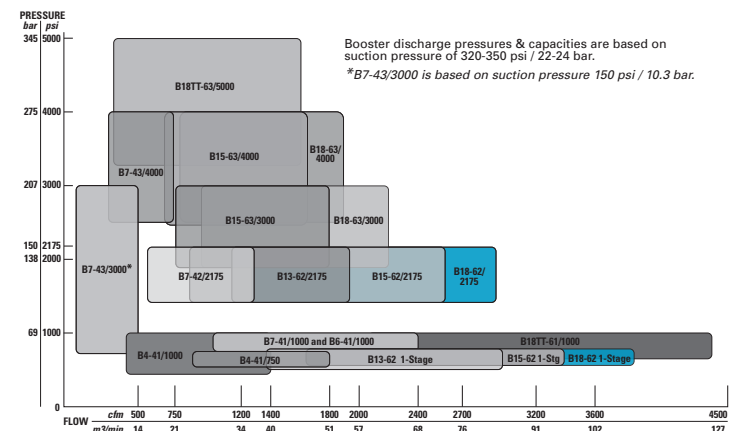 PRESSURE
bar psi
345 5000
Booster discharge pressures & capacities are based on
suction pressure of 320-350 psi / 22-24 bar.
*B7-43/3000 is based on suction pressure 150 psi / 10.3 bar.
B18TT-63/5000
275 4000
B7-43/4000
B15-63/4000
B18-63/
4000
207 3000
B15-63/3000
B18-63/3000
150 2175
138 2000
B7-43/3000*
B7-42/2175
B13-62/2175
B15-62/2175
B18-62/
2175
69 1000
B7-41/1000 and B6-41/1000
B18TT-61/1000
B4-41/1000
B4-41/750
B13-62 1-Stage
B15-62 1-Stg
B18-62 1-Stage
0
FLOW
cfm 500 750 1200 1400 1800 2000 2400 2700 3200 3600 4500
m3/min 14 21 34 40 51 57 68 76 91 102 127